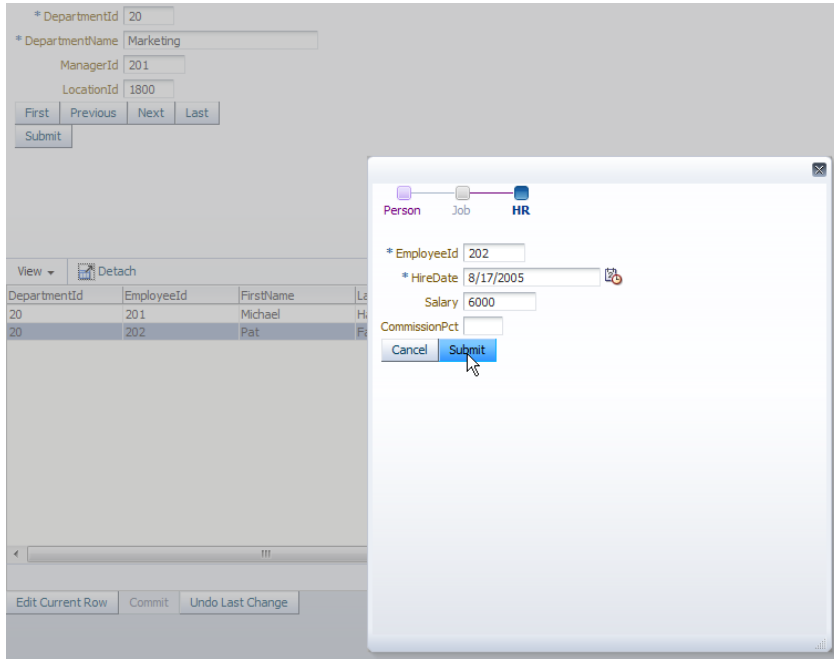 * DepartmentId 20
* DepartmentName Marketing
ManagerId 201
LocationId 1800
First Previous Next Last
Submit
View Detach
DepartmentId EmployeeId FirstName
20 201 Michael
20 202 Pat
Edit Current Row Commit Undo Last Change
Person Job HR
* EmployeeId 202
* HireDate 8/17/2005
Salary 6000
CommissionPct
Cancel Submit